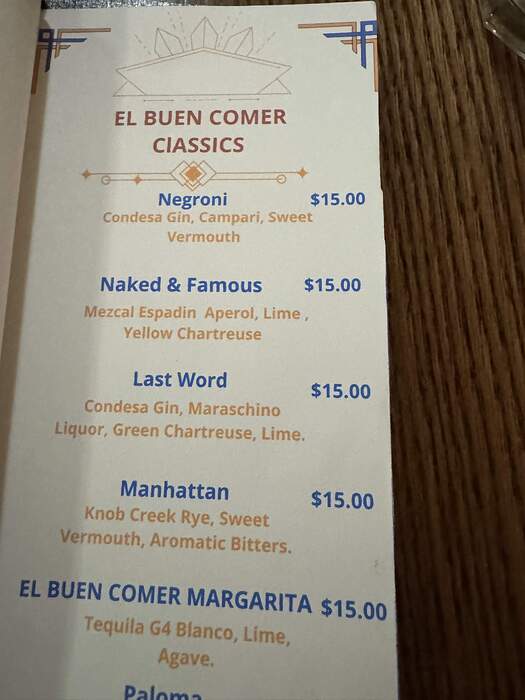 EL BUEN COMER
ClASSICS
Negroni $15.00
Condesa Gin, Campari, Sweet
Vermouth
Naked & Famous $15.00
Mezcal Espadin Aperol, Lime ,
Yellow Chartreuse
Last Word $15.00
Condesa Gin, Maraschino
Liquor, Green Chartreuse, Lime.
Manhattan $15.00
Knob Creek Rye, Sweet
Vermouth, Aromatic Bitters.
EL BUEN COMER MARGARITA $15.00
Tequila G4 Blanco, Lime,
Agave.
Paloma